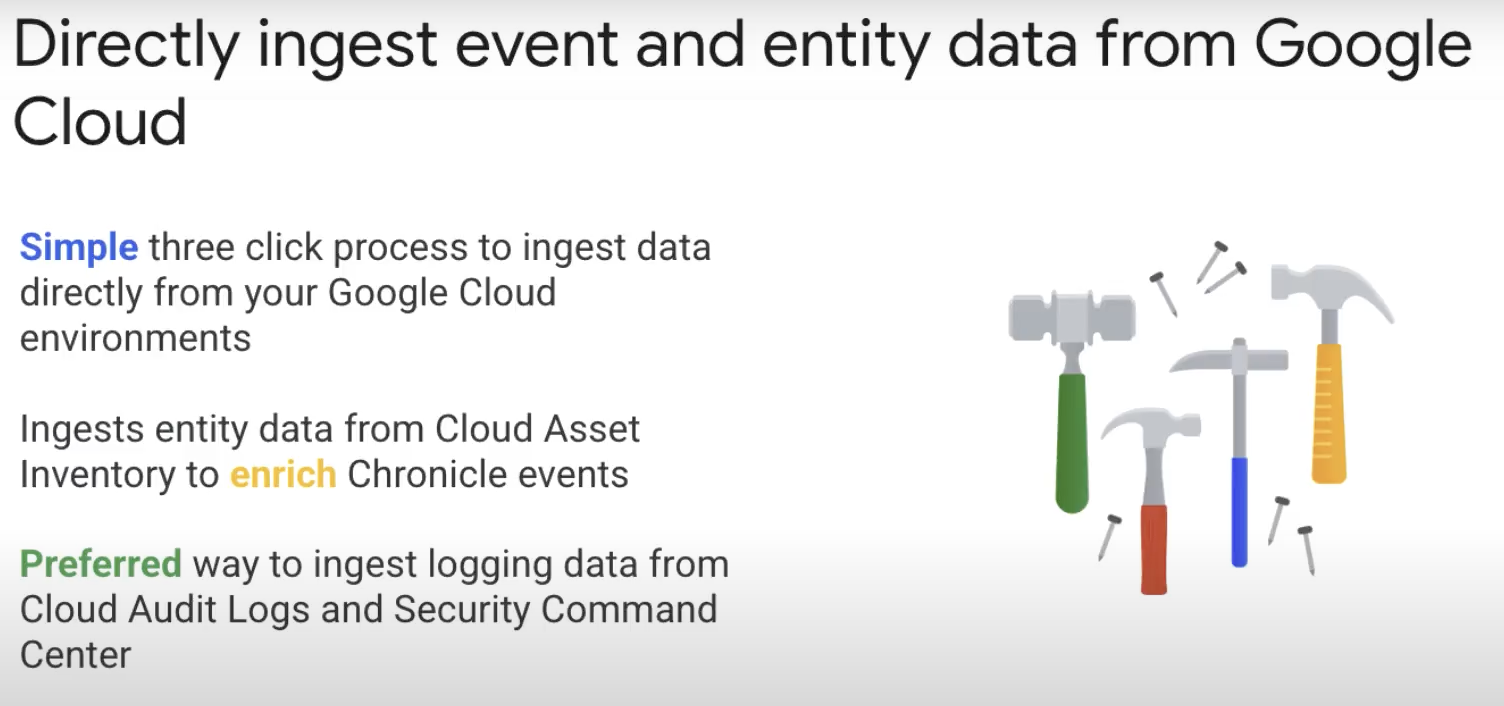 Directly ingest event and entity data from Google
Cloud
Simple three click process to ingest data
directly from your Google Cloud
environments
Ingests entity data from Cloud Asset
Inventory to enrich Chronicle events
Preferred way to ingest logging data from
Cloud Audit Logs and Security Command
Center